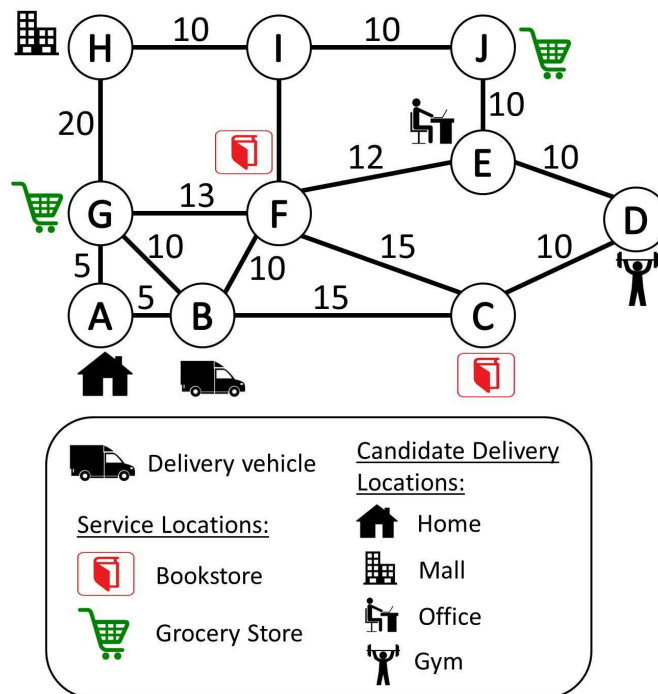 H 10 I 10 J
20 10
12 E 10
G 13 F D
10 10 15 10
5
A 5 B 15 C
Delivery vehicle
Service Locations:
Bookstore
Grocery Store
Candidate Delivery
Locations:
Home
Mall
Office
Gym